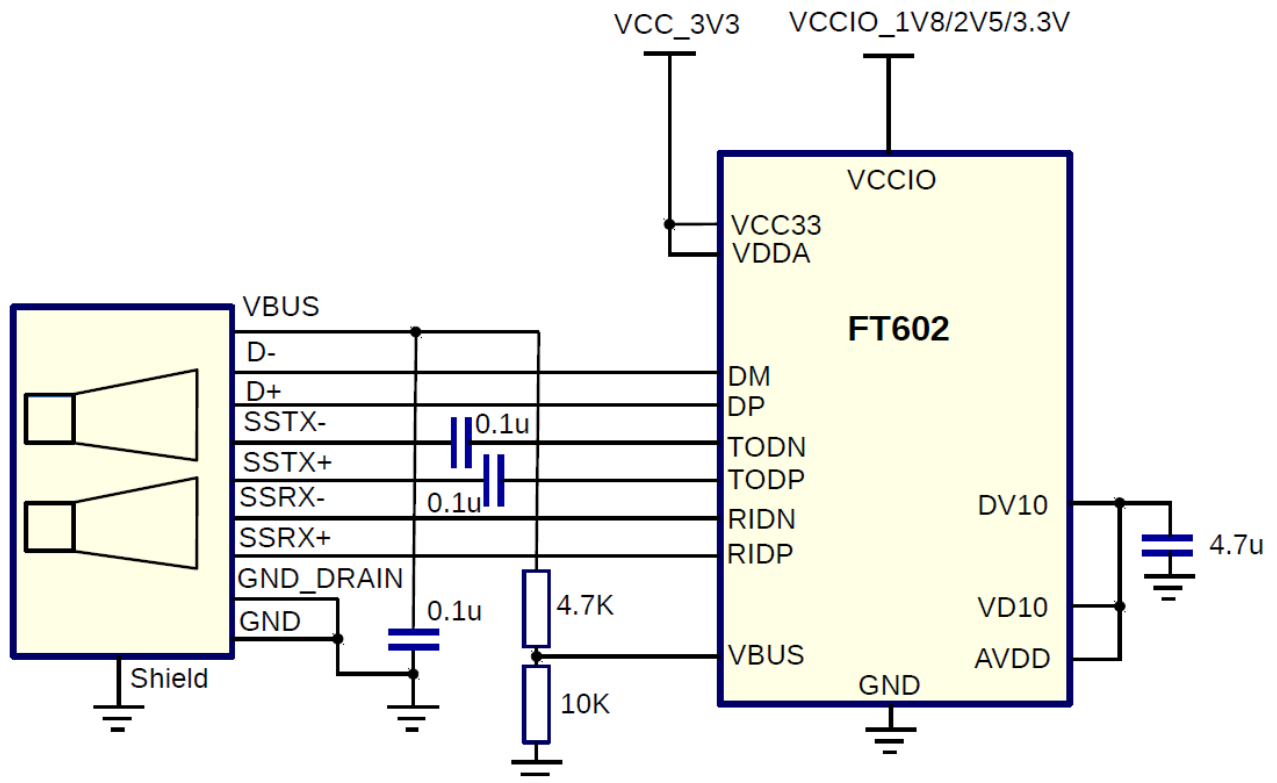 VCC_3V3
VCCIO_1V8/2V5/3.3V
VCCIO
VCC33
VDDA
FT602
VBUS
D-
D+
SSTX-
SSTX+
SSRX-
SSRX+
GND_DRAIN
GND
Shield
0.1u
0.1u
0.1u
4.7K
10K
DM
DP
TODN
TODP
RIDN
RIDP
VBUS
GND
DV10
VD10
AVDD
4.7u